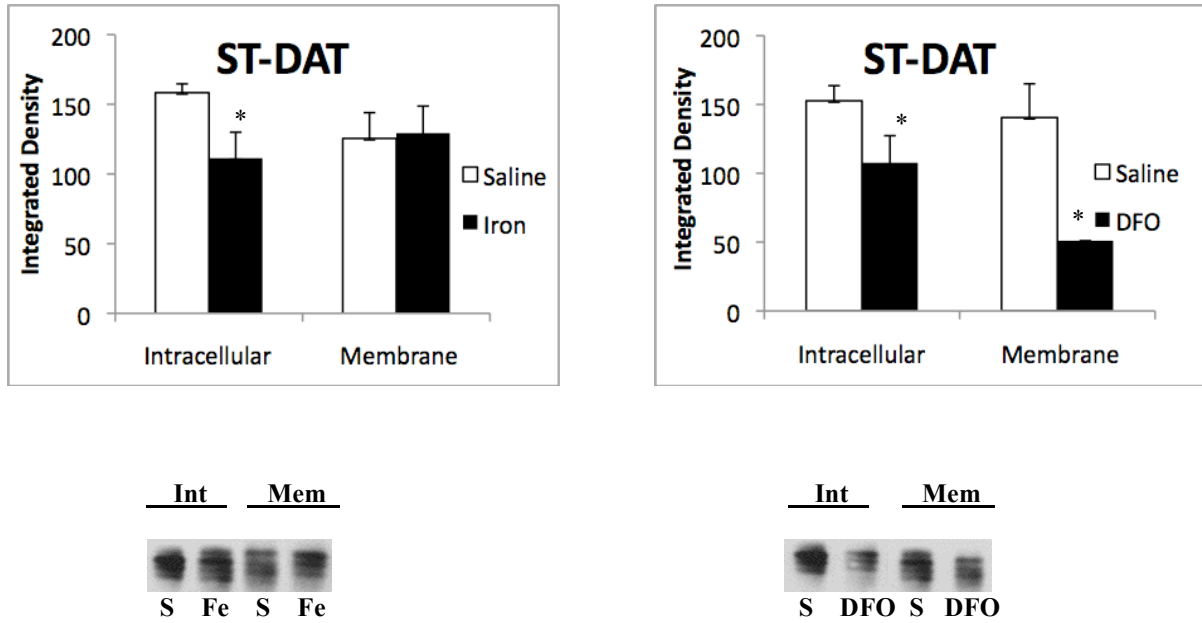 ST-DAT
Integrated Density
200
150
100
50
0
*
Saline
Iron
Intracellular Membrane
ST-DAT
Integrated Density
200
150
100
50
0
*
*
Saline
DFO
Intracellular Membrane
Int Mem
S Fe S Fe
Int Mem
S DFO S DFO